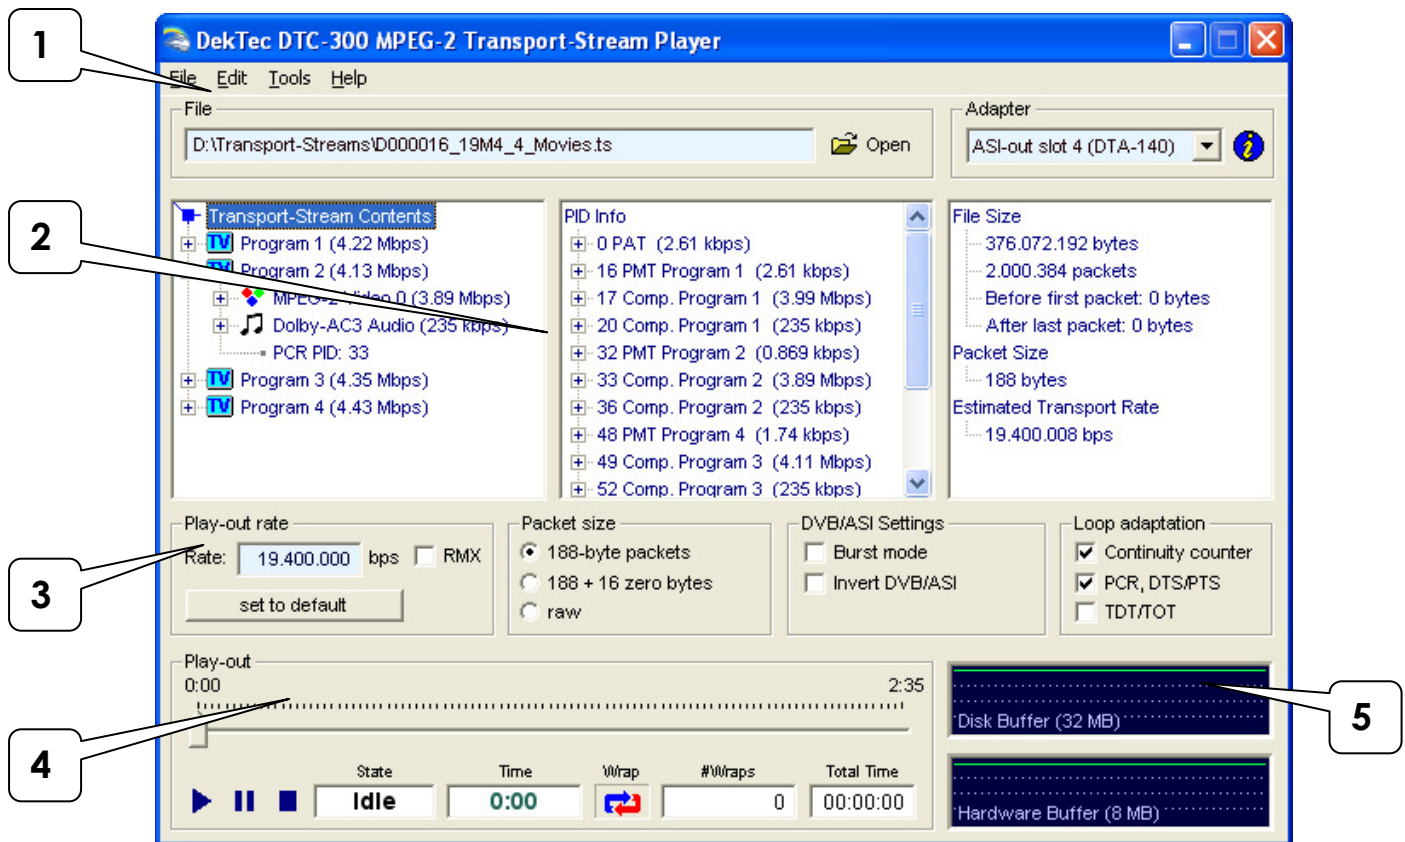 1
DekTec DTC-300 MPEG-2 Transport-Stream Player
File Edit Tools Help
File
D:\Transport-Streams\D000016_19M4_4_Movies.ts
Open
Adapter
ASI-out slot 4 (DTA-140)
2
Transport-Stream Contents
Program 1 (4.22 Mbps)
Program 2 (4.13 Mbps)
MPEG-2 Video 0 (3.89 Mbps)
Dolby-AC3 Audio (235 kbps)
PCR PID: 33
Program 3 (4.35 Mbps)
Program 4 (4.43 Mbps)
PID Info
0 PAT (2.61 kbps)
16 PMT Program 1 (2.61 kbps)
17 Comp. Program 1 (3.99 Mbps)
20 Comp. Program 1 (235 kbps)
32 PMT Program 2 (0.869 kbps)
33 Comp. Program 2 (3.89 Mbps)
36 Comp. Program 2 (235 kbps)
48 PMT Program 4 (1.74 kbps)
49 Comp. Program 3 (4.11 Mbps)
52 Comp. Program 3 (235 kbps)
File Size
376.072.192 bytes
2.000.384 packets
Before first packet: 0 bytes
After last packet: 0 bytes
Packet Size
188 bytes
Estimated Transport Rate
19.400.008 bps
3
Play-out rate
Rate: 19.400.000 bps RMX
set to default
Packet size
188-byte packets
188 + 16 zero bytes
raw
DVB/ASI Settings
Burst mode
Invert DVB/ASI
Loop adaptation
Continuity counter
PCR, DTS/PTS
TDT/TOT
4
Play-out
0:00 2:35
State Time Wrap #Wraps Total Time
Idle 0:00 0 00:00:00
Disk Buffer (32 MB)
Hardware Buffer (8 MB)
5